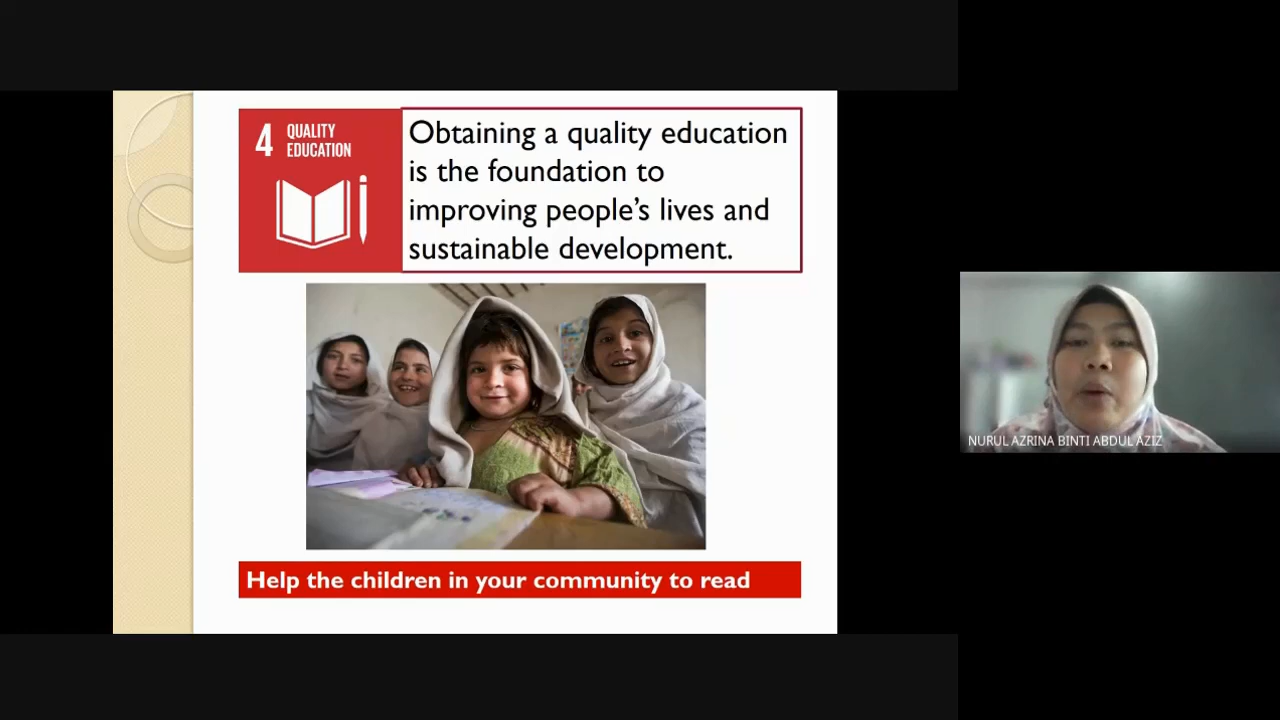 4 QUALITY
EDUCATION
Obtaining a quality education
is the foundation to
improving people’s lives and
sustainable development.
Help the children in your community to read
NURUL AZRINA BINTI ABDUL AZIZ